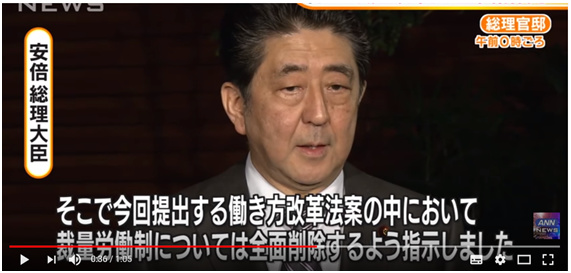 NEWS
総理官邸
午前0時ごろ
安倍総理大臣
そこで今回提出する働き方改革法案の中において
裁量労働制については全面削除するよう指示しました
ANN
NEWS
0:36 / 1:05